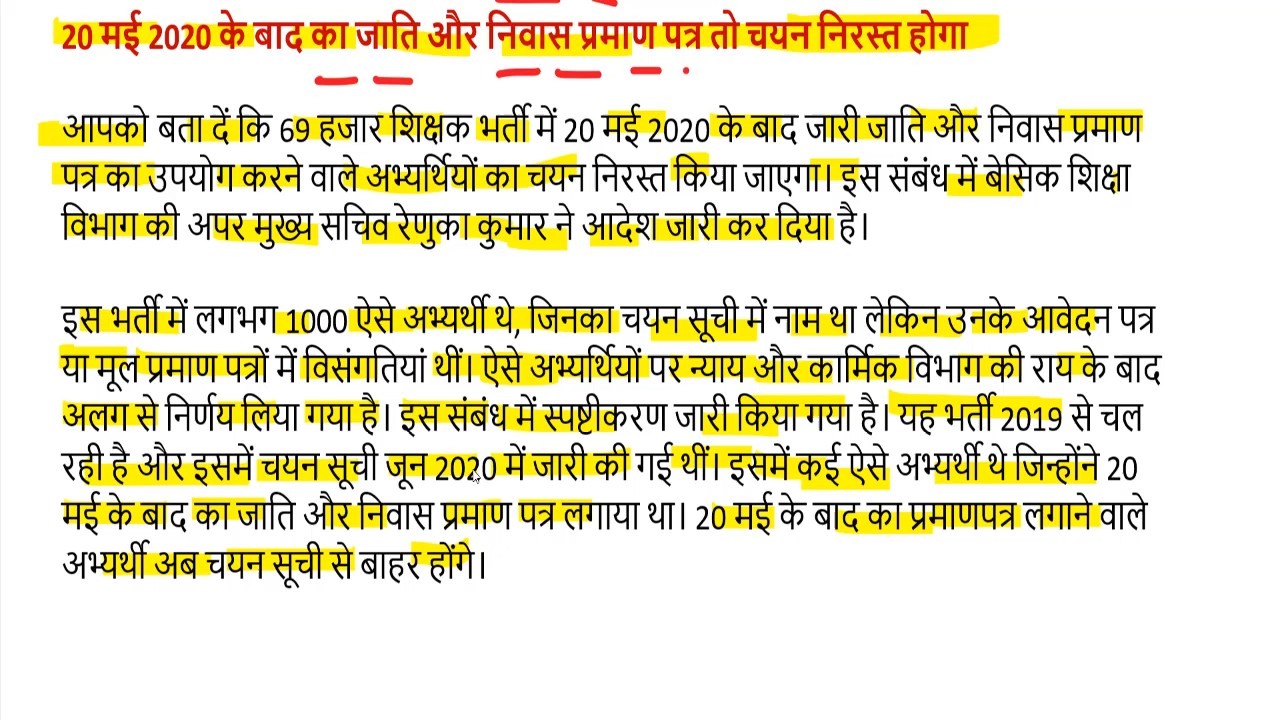 20 मई 2020 के बाद का जाति और निवास प्रमाण पत्र तो चयन निरस्त होगा
आपको बता दें कि 69 हजार शिक्षक भर्ती में 20 मई 2020 के बाद जारी जाति और निवास प्रमाण
पत्र का उपयोग करने वाले अभ्यर्थियों का चयन निरस्त किया जाएगा। इस संबंध में बेसिक शिक्षा
विभाग की अपर मुख्य सचिव रेणुका कुमार ने आदेश जारी कर दिया है।
इस भर्ती में लगभग 1000 ऐसे अभ्यर्थी थे, जिनका चयन सूची में नाम था लेकिन उनके आवेदन पत्र
या मूल प्रमाण पत्रों में विसंगतियां थीं। ऐसे अभ्यर्थियों पर न्याय और कार्मिक विभाग की राय के बाद
अलग से निर्णय लिया गया है। इस संबंध में स्पष्टीकरण जारी किया गया है। यह भर्ती 2019 से चल
रही है और इसमें चयन सूची जून 2020 में जारी की गई थीं। इसमें कई ऐसे अभ्यर्थी थे जिन्होंने 20
मई के बाद का जाति और निवास प्रमाण पत्र लगाया था। 20 मई के बाद का प्रमाणपत्र लगाने वाले
अभ्यर्थी अब चयन सूची से बाहर होंगे।